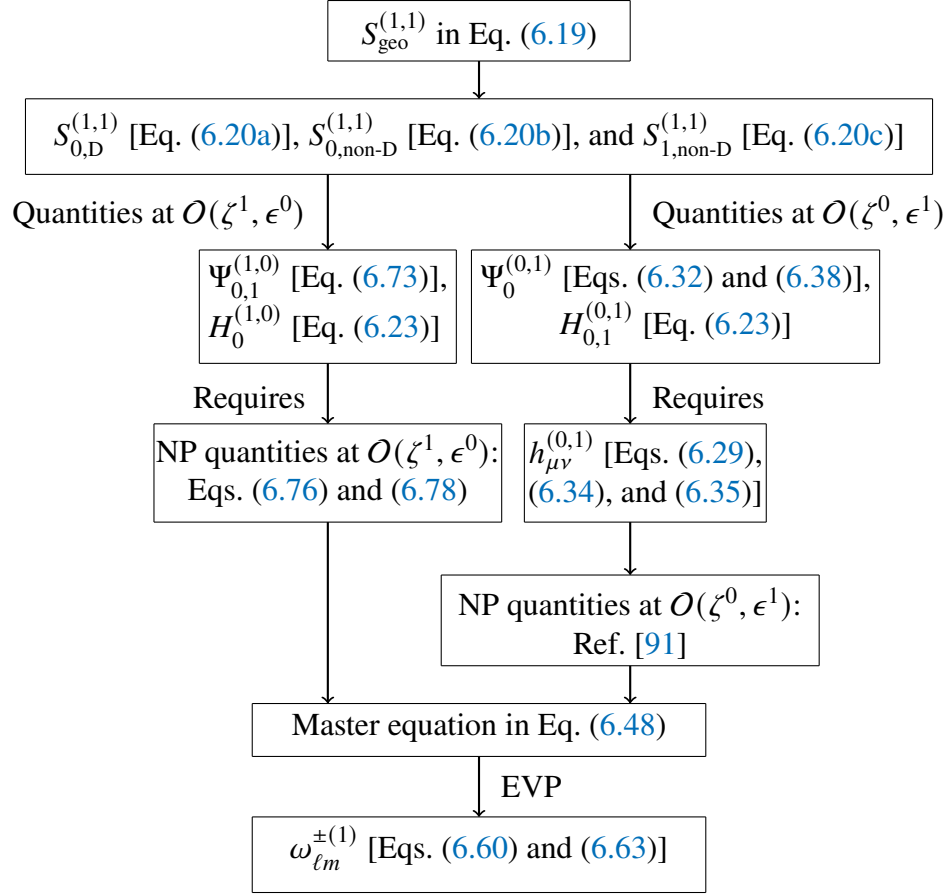 S_geo^(1,1) in Eq. (6.19)
S_0,D^(1,1) [Eq. (6.20a)], S_0,non-D^(1,1) [Eq. (6.20b)], and S_1,non-D^(1,1) [Eq. (6.20c)]
Quantities at 𝒪(ζ^1, ϵ^0)
Quantities at 𝒪(ζ^0, ϵ^1)
Ψ_0,1^(1,0) [Eq. (6.73)],
H_0^(1,0) [Eq. (6.23)]
Ψ_0^(0,1) [Eqs. (6.32) and (6.38)],
H_0,1^(0,1) [Eq. (6.23)]
Requires
Requires
NP quantities at 𝒪(ζ^1, ϵ^0):
Eqs. (6.76) and (6.78)
h_μν^(0,1) [Eqs. (6.29),
(6.34), and (6.35)]
NP quantities at 𝒪(ζ^0, ϵ^1):
Ref. [91]
Master equation in Eq. (6.48)
EVP
ω_ℓm^±(1) [Eqs. (6.60) and (6.63)]